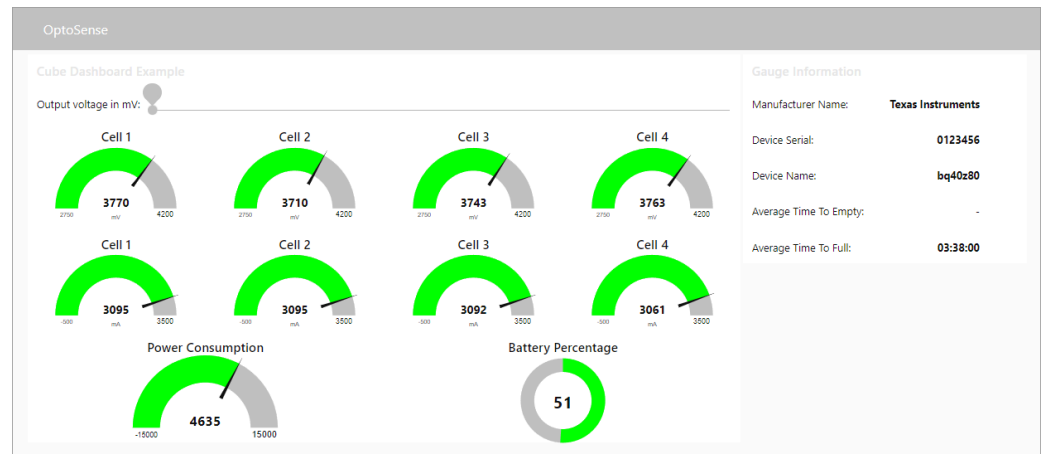 OptoSense
Cube Dashboard Example
Output voltage in mV:
Cell 1
3770
mV
2750
4200
Cell 2
3710
mV
2750
4200
Cell 3
3743
mV
2750
4200
Cell 4
3763
mV
2750
4200
Cell 1
3095
mA
-500
3500
Cell 2
3095
mA
-500
3500
Cell 3
3092
mA
-500
3500
Cell 4
3061
mA
-500
3500
Power Consumption
4635
-15000
15000
Battery Percentage
51
Gauge Information
Manufacturer Name: Texas Instruments
Device Serial: 0123456
Device Name: bq40z80
Average Time To Empty: -
Average Time To Full: 03:38:00